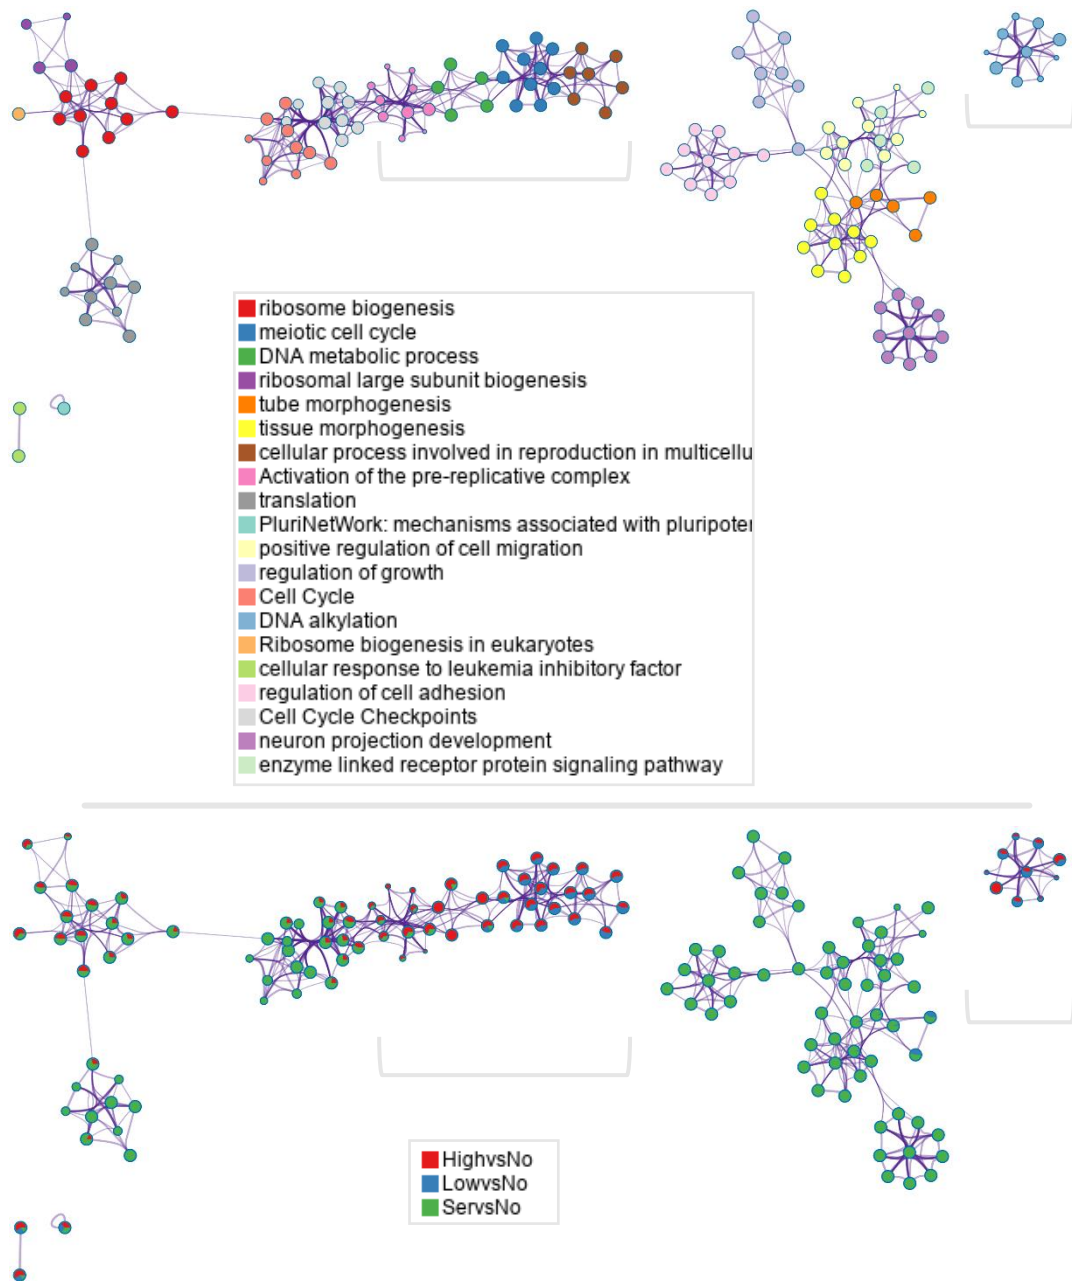 ribosome biogenesis
meiotic cell cycle
DNA metabolic process
ribosomal large subunit biogenesis
tube morphogenesis
tissue morphogenesis
cellular process involved in reproduction in multicellu
Activation of the pre-replicative complex
translation
PluriNetWork: mechanisms associated with pluripoter
positive regulation of cell migration
regulation of growth
Cell Cycle
DNA alkylation
Ribosome biogenesis in eukaryotes
cellular response to leukemia inhibitory factor
regulation of cell adhesion
Cell Cycle Checkpoints
neuron projection development
enzyme linked receptor protein signaling pathway
HighvsNo
LowvsNo
ServsNo